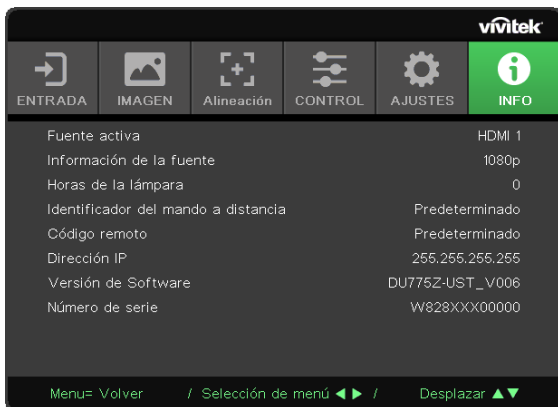 vivitek
ENTRADA IMAGEN Alineación CONTROL AJUSTES INFO
Fuente activa HDMI 1
Información de la fuente 1080p
Horas de la lámpara 0
Identificador del mando a distancia Predeterminado
Código remoto Predeterminado
Dirección IP 255.255.255.255
Versión de Software DU775Z-UST_V006
Número de serie W828XXX00000
Menu= Volver / Selección de menú ◀ ▶ / Desplazar ▲▼